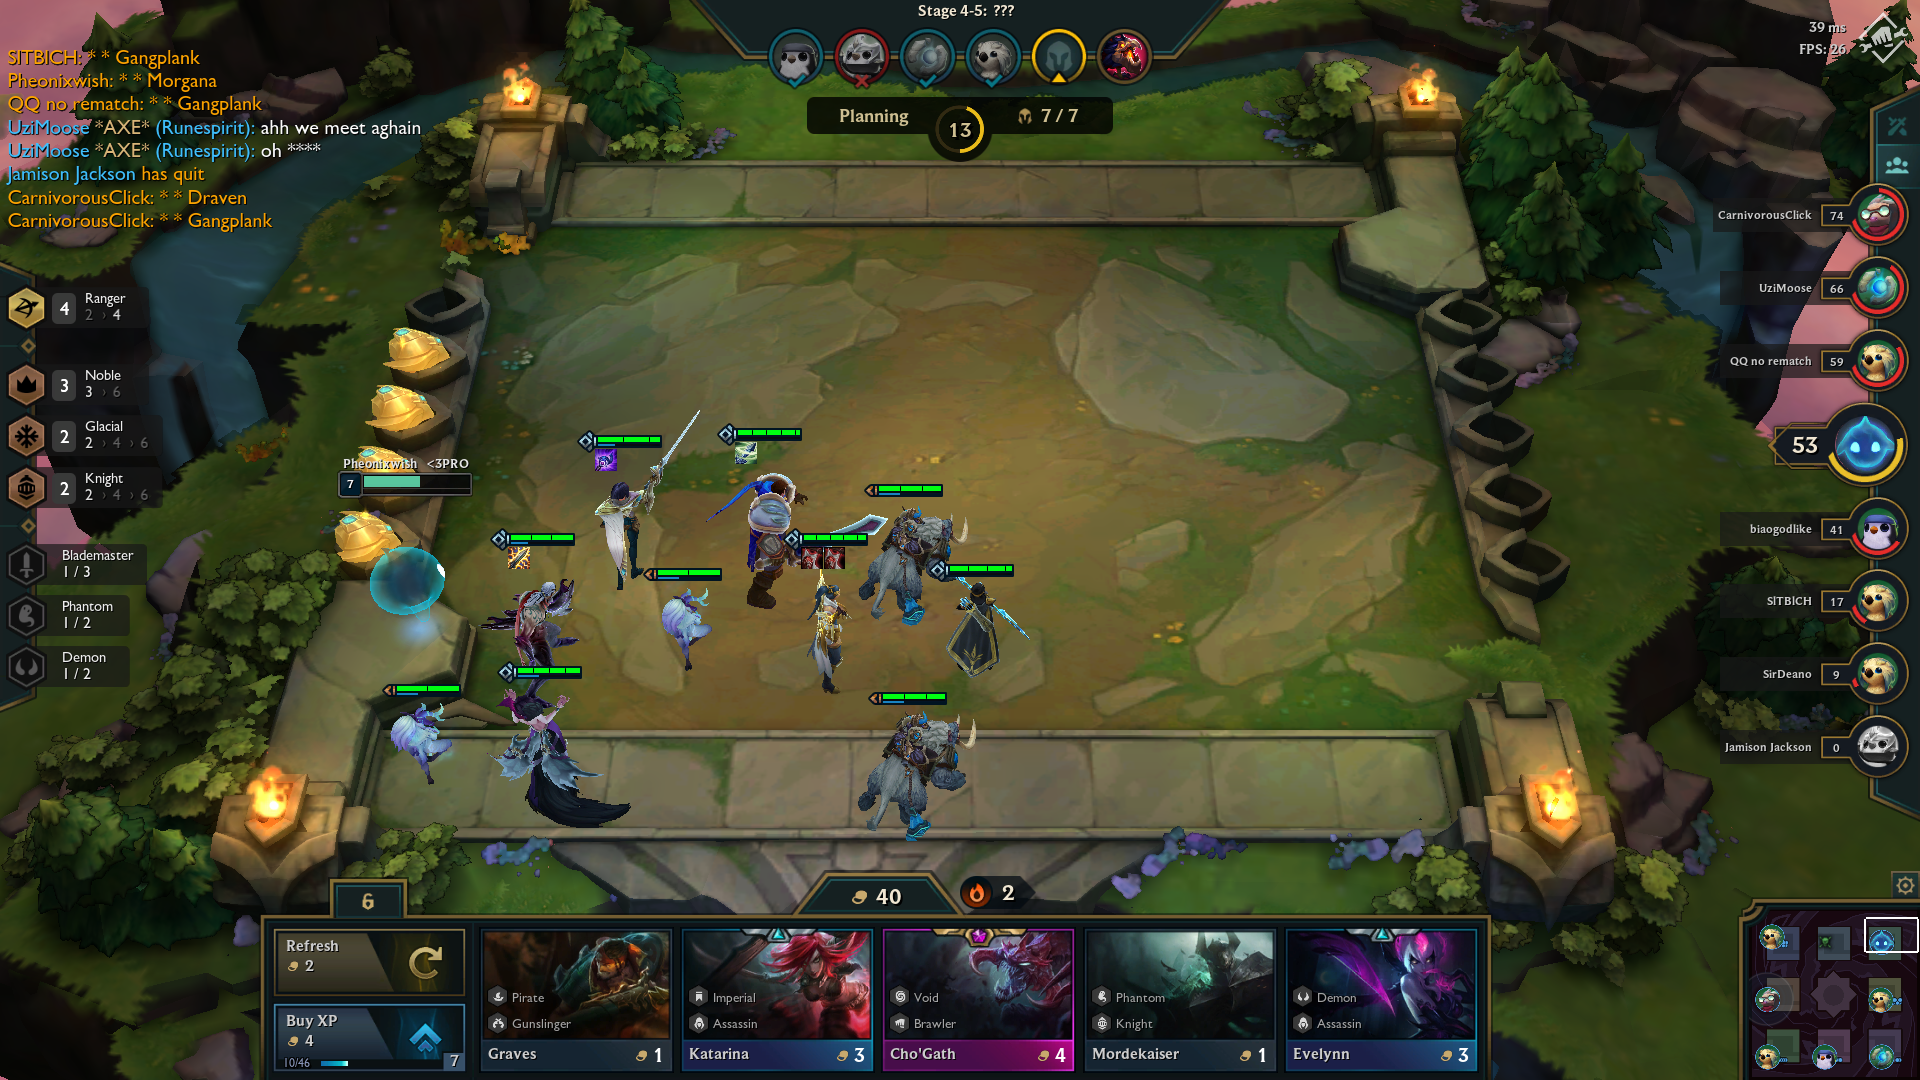 Stage 4-5: ???
39 ms
FPS: 26
SITBICH: * * Gangplank
Pheonixwish: * * Morgana
QQ no rematch: * * Gangplank
UziMoose *AXE* (Runespirit): ahh we meet aghain
UziMoose *AXE* (Runespirit): oh ****
Jamison Jackson has quit
CarnivorousClick: * * Draven
CarnivorousClick: * * Gangplank
Planning
13
7 / 7
4
Ranger
2 › 4
3
Noble
3 › 6
2
Glacial
2 › 4 › 6
2
Knight
2 › 4 › 6
Blademaster
1 / 3
Phantom
1 / 2
Demon
1 / 2
Pheonixwish <3PRO
7
CarnivorousClick 74
UziMoose 66
QQ no rematch 59
53
biaogodlike 41
SITBICH 17
SirDeano 9
Jamison Jackson 0
6
40
2
Refresh
2
Buy XP
4
10/46
7
Pirate
Gunslinger
Graves 1
Imperial
Assassin
Katarina 3
Void
Brawler
Cho'Gath 4
Phantom
Knight
Mordekaiser 1
Demon
Assassin
Evelynn 3